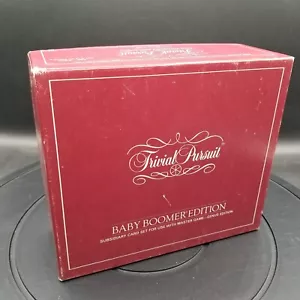 Trivial Pursuit
BABY BOOMER EDITION
SUBSIDIARY CARD SET FOR USE WITH MASTER GAME - GENUS EDITION